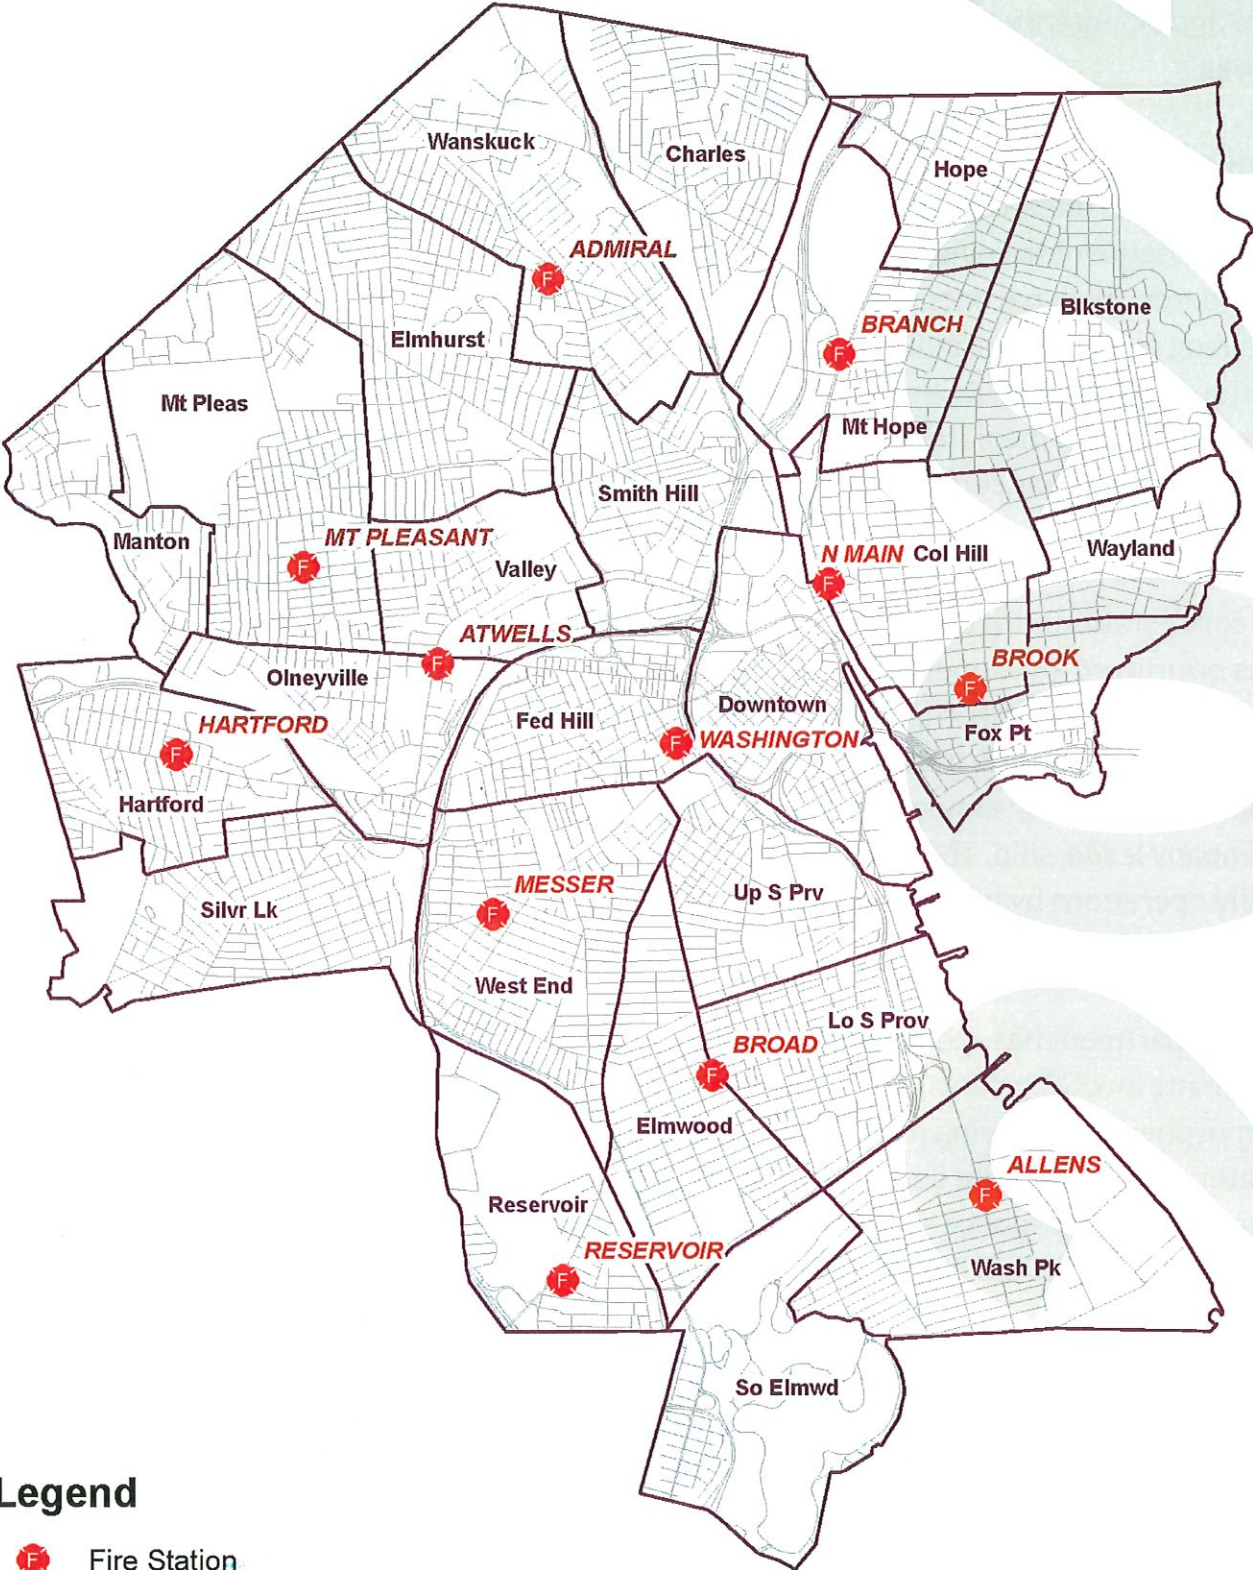 Wanskuck
Charles
Hope
ADMIRAL
Blkstone
BRANCH
Elmhurst
Mt Pleas
Mt Hope
Smith Hill
MT PLEASANT
Manton
Valley
N MAIN
Col Hill
Wayland
ATWELLS
BROOK
Olneyville
HARTFORD
Fed Hill
Downtown
WASHINGTON
Fox Pt
Hartford
MESSER
Up S Prv
Silvr Lk
West End
Lo S Prov
BROAD
Elmwood
ALLENS
Reservoir
RESERVOIR
Wash Pk
So Elmwd
Legend
F Fire Station